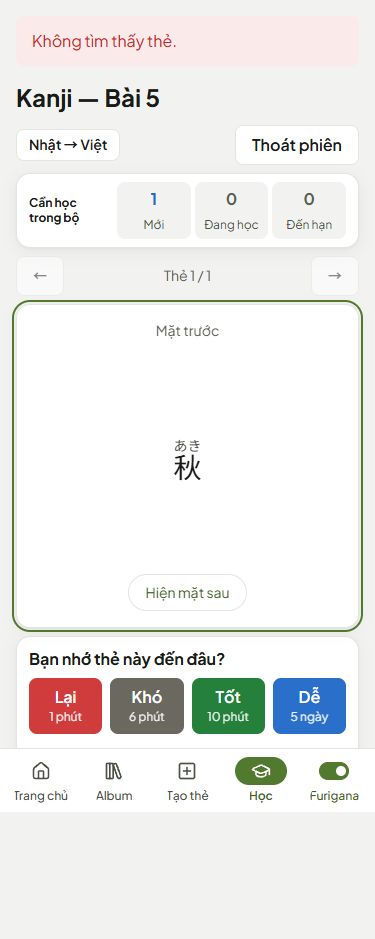 Không tìm thấy thẻ.
Kanji — Bài 5
Nhật → Việt
Thoát phiên
Cần học
trong bộ
1
Mới
0
Đang học
0
Đến hạn
←
Thẻ 1 / 1
→
Mặt trước
あき
秋
Hiện mặt sau
Bạn nhớ thẻ này đến đâu?
Lại
1 phút
Khó
6 phút
Tốt
10 phút
Dễ
5 ngày
Trang chủ
Album
Tạo thẻ
Học
Furigana